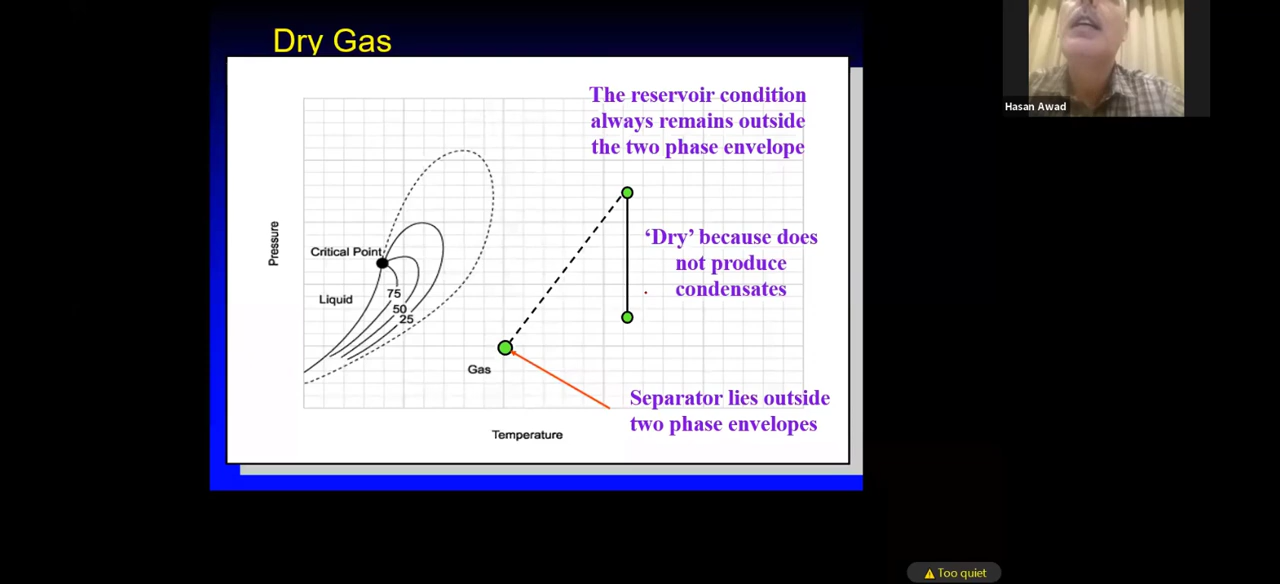 Dry Gas
The reservoir condition
always remains outside
the two phase envelope
Pressure
Critical Point
Liquid
75
50
25
‘Dry’ because does
not produce
condensates
Gas
Separator lies outside
two phase envelopes
Temperature
Hasan Awad
Too quiet